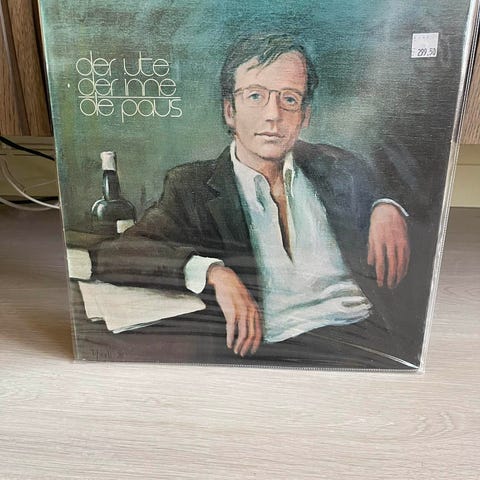 der ute
der inne
ole paus
299,50